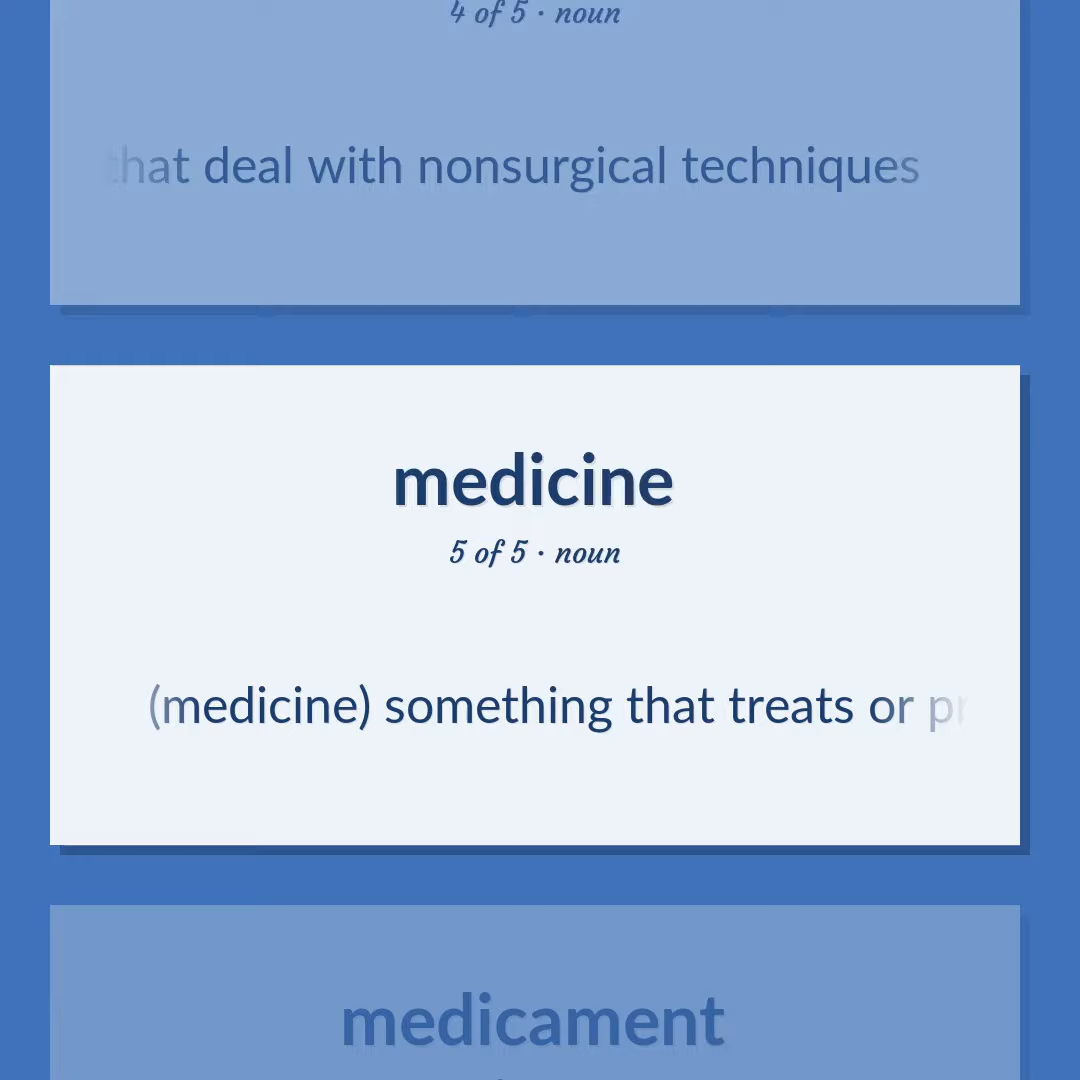 4 of 5 · noun
that deal with nonsurgical techniques
medicine
5 of 5 · noun
(medicine) something that treats or
medicament